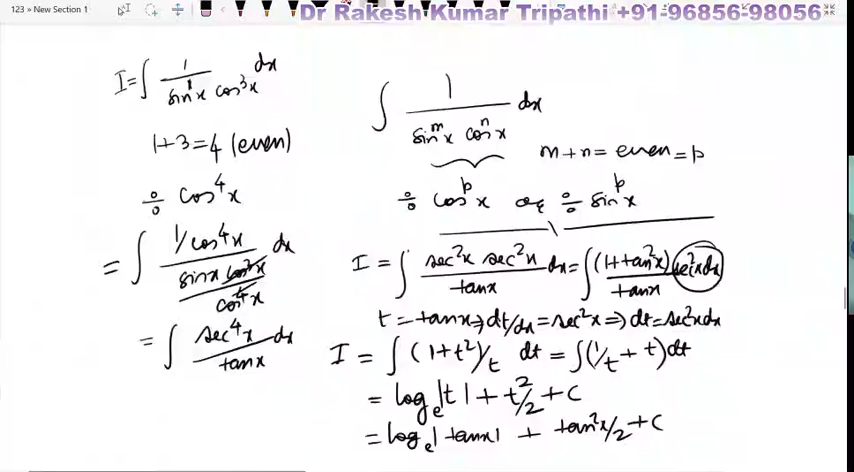 123 » New Section 1
Dr Rakesh Kumar Tripathi +91-96856-98056
I = ∫ 1/(sin¹x cos³x) dx
1+3=4 (even)
÷ cos⁴x
= ∫ (1/cos⁴x)/(sinx cos³x/cos⁴x) dx
= ∫ sec⁴x/tanx dx
∫ 1/(sinᵐx cosⁿx) dx
m+n = even = p
÷ cosᵖx or ÷ sinᵖx
I = ∫ (sec²x sec²x)/tanx dx = ∫ (1+tan²x)/tanx sec²x dx
t = tanx ⇒ dt/dx = sec²x ⇒ dt = sec²x dx
I = ∫ (1+t²)/t dt = ∫(1/t + t)dt
= logₑ|t| + t²/2 + c
= logₑ|tanx| + tan²x/2 + c